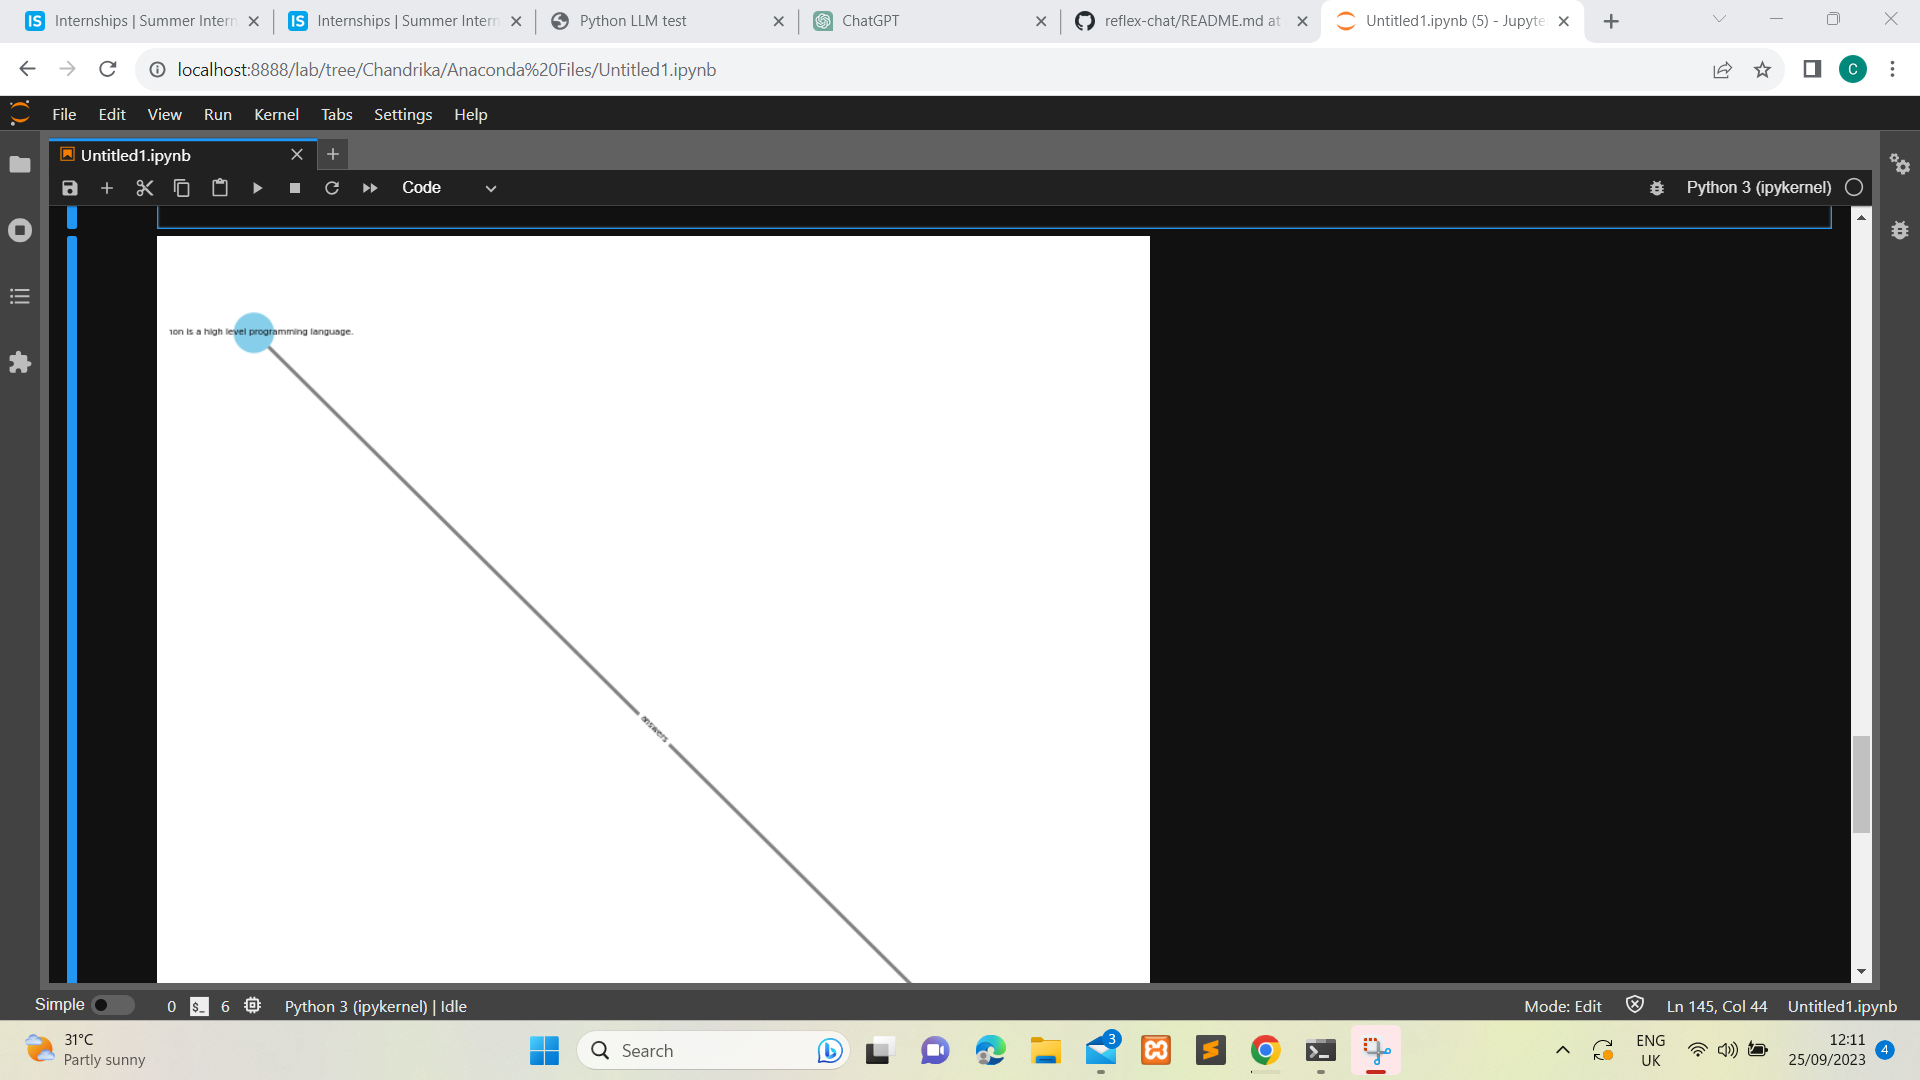 Internships | Summer Intern
Internships | Summer Intern
Python LLM test
ChatGPT
reflex-chat/README.md at
Untitled1.ipynb (5) - Jupyte
localhost:8888/lab/tree/Chandrika/Anaconda%20Files/Untitled1.ipynb
C
File Edit View Run Kernel Tabs Settings Help
Untitled1.ipynb
Code
Python 3 (ipykernel)
non is a high level programming language.
answers
Simple 0 $_ 6 Python 3 (ipykernel) | Idle
Mode: Edit Ln 145, Col 44 Untitled1.ipynb
31°C
Partly sunny
Search
3
ENG
UK
12:11
25/09/2023
4